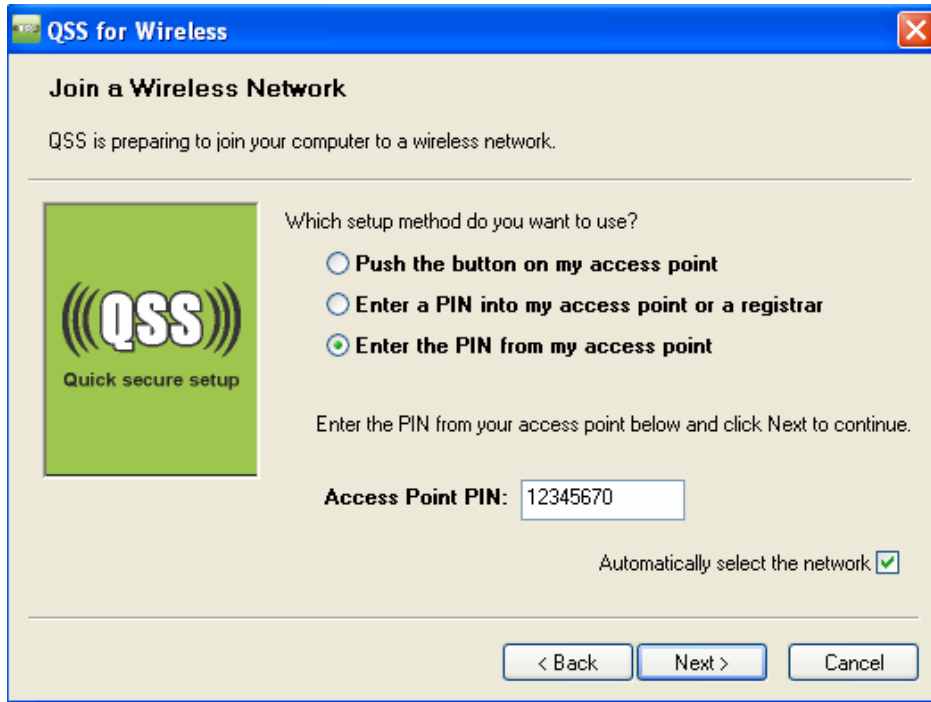 QSS for Wireless
Join a Wireless Network
QSS is preparing to join your computer to a wireless network.
Which setup method do you want to use?
Push the button on my access point
Enter a PIN into my access point or a registrar
Enter the PIN from my access point
QSS
Quick secure setup
Enter the PIN from your access point below and click Next to continue.
Access Point PIN: 12345670
Automatically select the network
< Back Next > Cancel